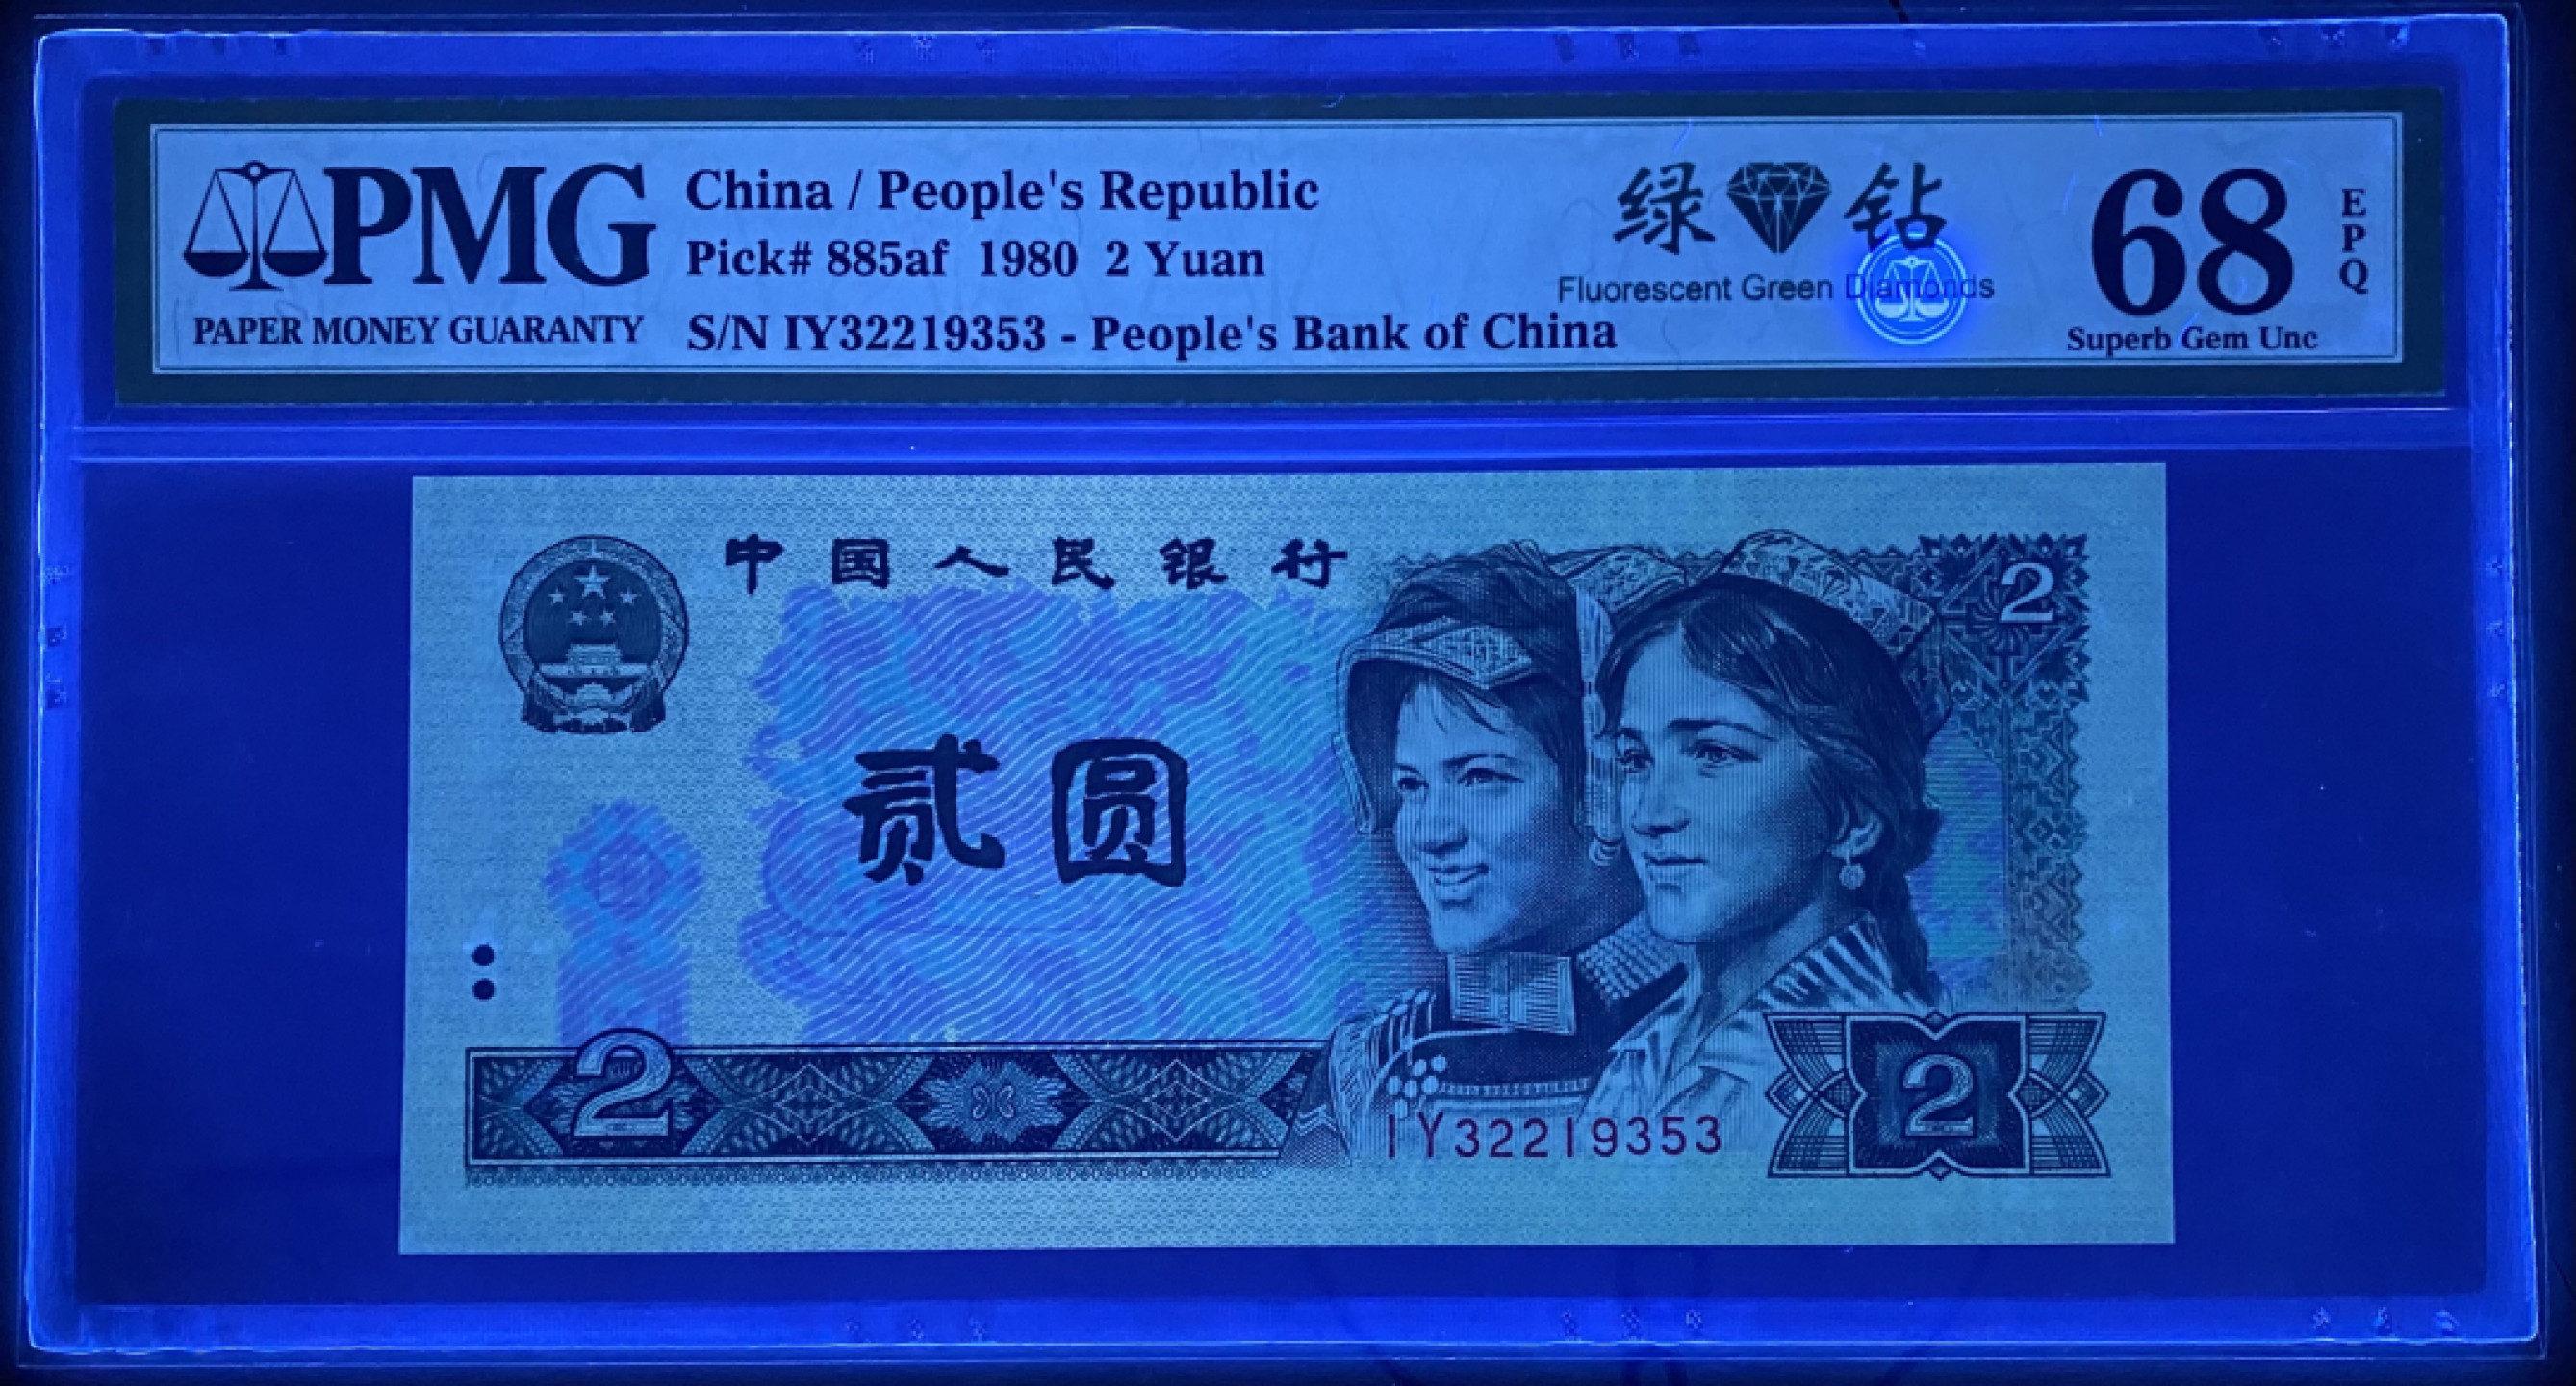 PMG
PAPER MONEY GUARANTY
China / People's Republic
Pick# 885af 1980 2 Yuan
S/N IY32219353 - People's Bank of China
绿 钻
Fluorescent Green Diamonds
68
EPQ
Superb Gem Unc
中国人民银行
2
贰圆
2
IY32219353
2